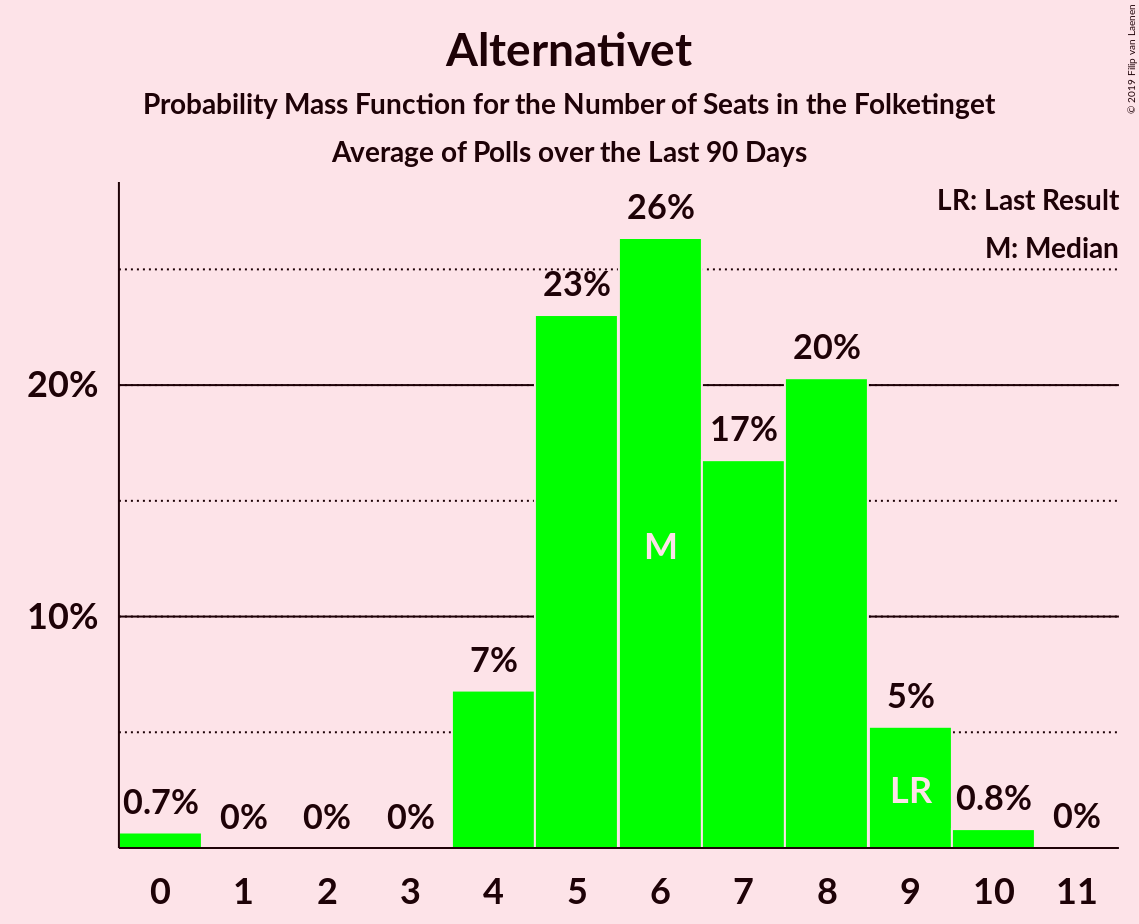 Alternativet
Probability Mass Function for the Number of Seats in the Folketinget
Average of Polls over the Last 90 Days
© 2019 Filip van Laenen
LR: Last Result
M: Median
20%
10%
0.7%
0%
0%
0%
7%
23%
26%
17%
20%
5%
0.8%
0%
M
LR
0 1 2 3 4 5 6 7 8 9 10 11